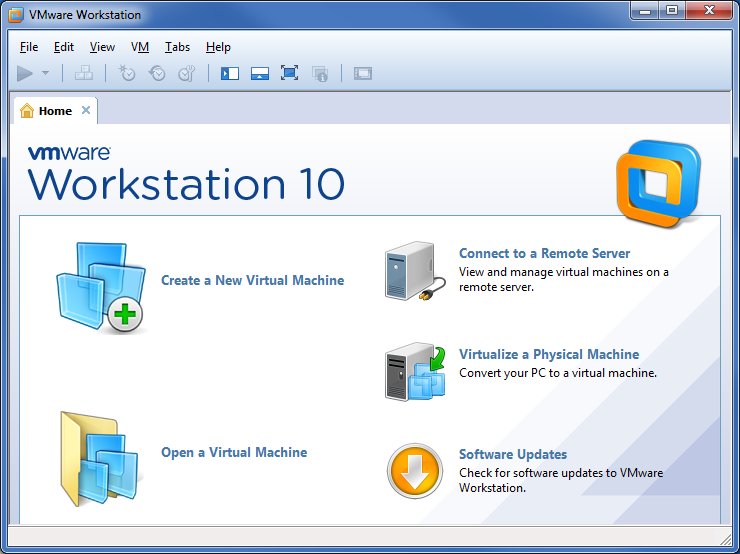 VMware Workstation
File Edit View VM Tabs Help
Home
vmware
Workstation 10
Create a New Virtual Machine
Open a Virtual Machine
Connect to a Remote Server
View and manage virtual machines on a
remote server.
Virtualize a Physical Machine
Convert your PC to a virtual machine.
Software Updates
Check for software updates to VMware
Workstation.